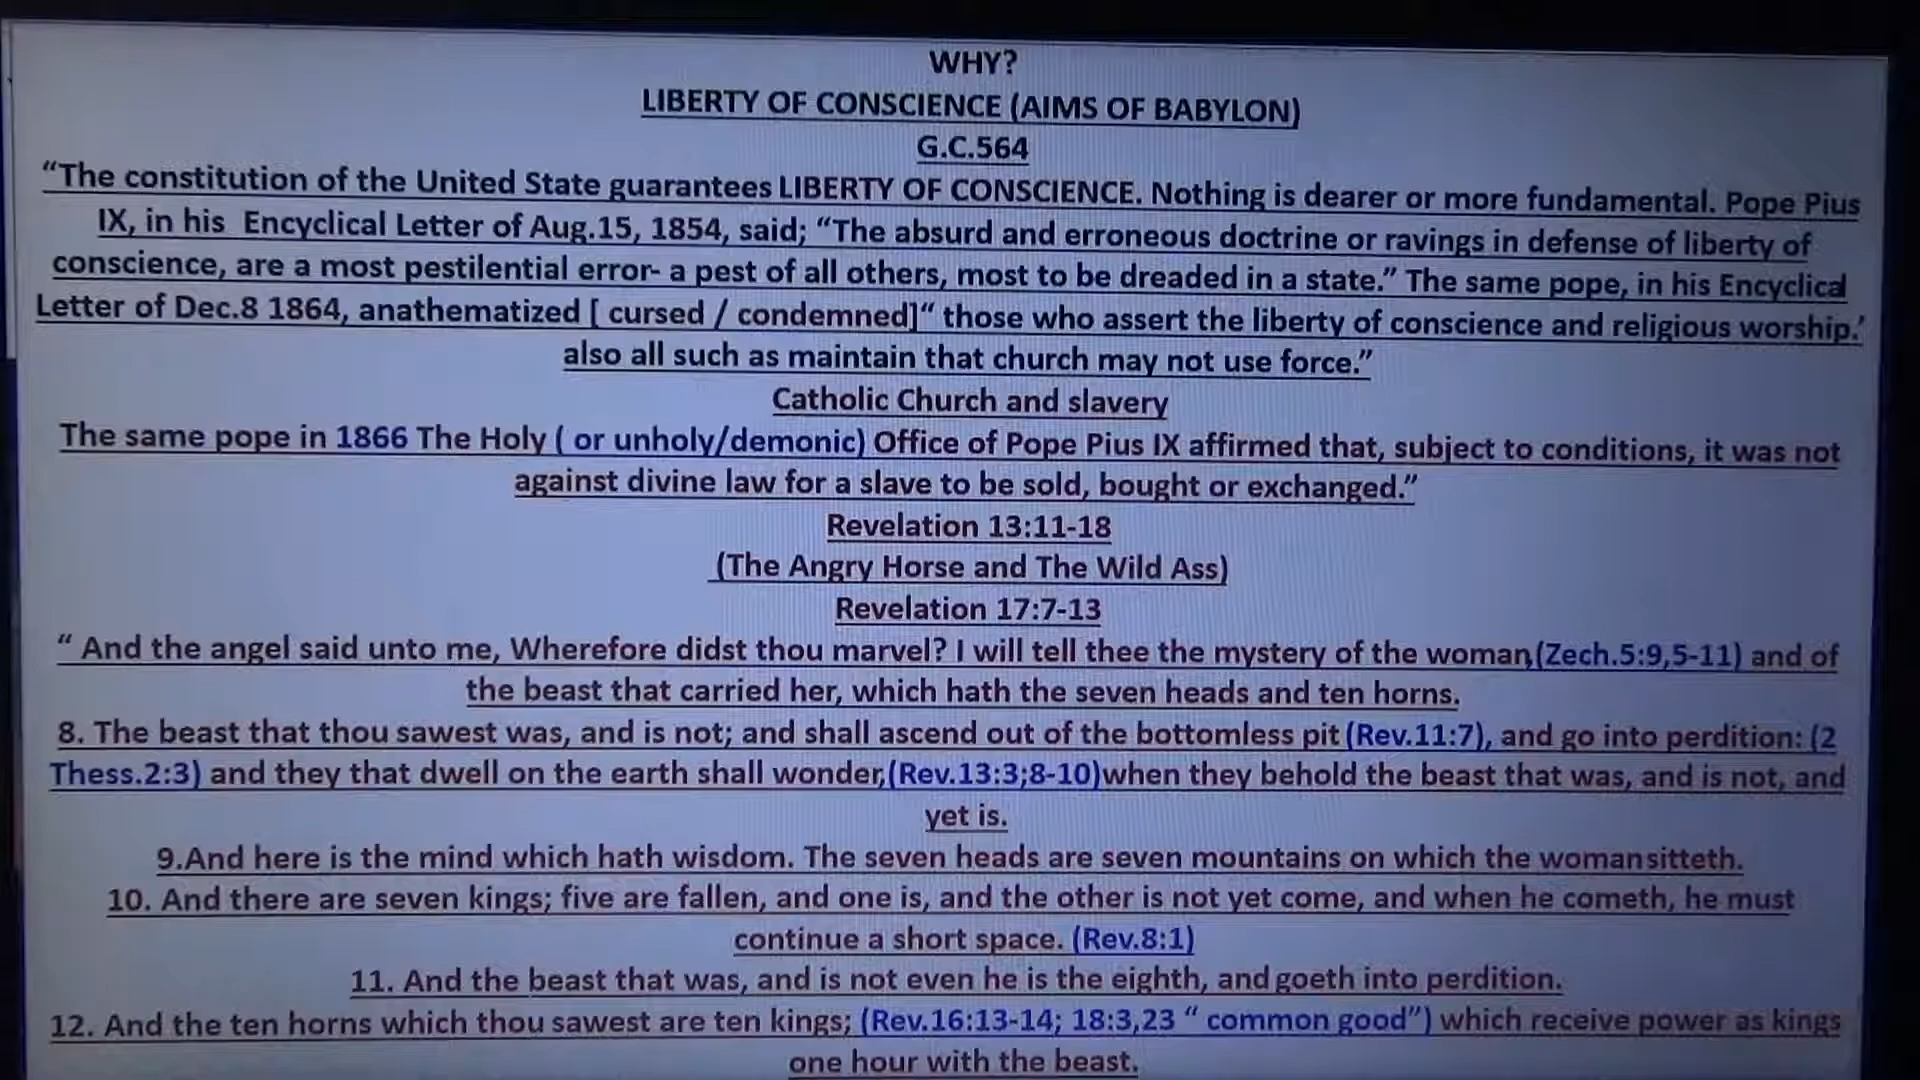 WHY?
LIBERTY OF CONSCIENCE (AIMS OF BABYLON)
G.C.564
“The constitution of the United State guarantees LIBERTY OF CONSCIENCE. Nothing is dearer or more fundamental. Pope Pius
IX, in his Encyclical Letter of Aug.15, 1854, said; “The absurd and erroneous doctrine or ravings in defense of liberty of
conscience, are a most pestilential error- a pest of all others, most to be dreaded in a state.” The same pope, in his Encyclical
Letter of Dec.8 1864, anathematized [ cursed / condemned]“ those who assert the liberty of conscience and religious worship.’
also all such as maintain that church may not use force.”
Catholic Church and slavery
The same pope in 1866 The Holy ( or unholy/demonic) Office of Pope Pius IX affirmed that, subject to conditions, it was not
against divine law for a slave to be sold, bought or exchanged.”
Revelation 13:11-18
(The Angry Horse and The Wild Ass)
Revelation 17:7-13
“ And the angel said unto me, Wherefore didst thou marvel? I will tell thee the mystery of the woman,(Zech.5:9,5-11) and of
the beast that carried her, which hath the seven heads and ten horns.
8. The beast that thou sawest was, and is not; and shall ascend out of the bottomless pit (Rev.11:7), and go into perdition: (2
Thess.2:3) and they that dwell on the earth shall wonder,(Rev.13:3;8-10)when they behold the beast that was, and is not, and
yet is.
9.And here is the mind which hath wisdom. The seven heads are seven mountains on which the woman sitteth.
10. And there are seven kings; five are fallen, and one is, and the other is not yet come, and when he cometh, he must
continue a short space. (Rev.8:1)
11. And the beast that was, and is not even he is the eighth, and goeth into perdition.
12. And the ten horns which thou sawest are ten kings; (Rev.16:13-14; 18:3,23 “ common good”) which receive power as kings
one hour with the beast.